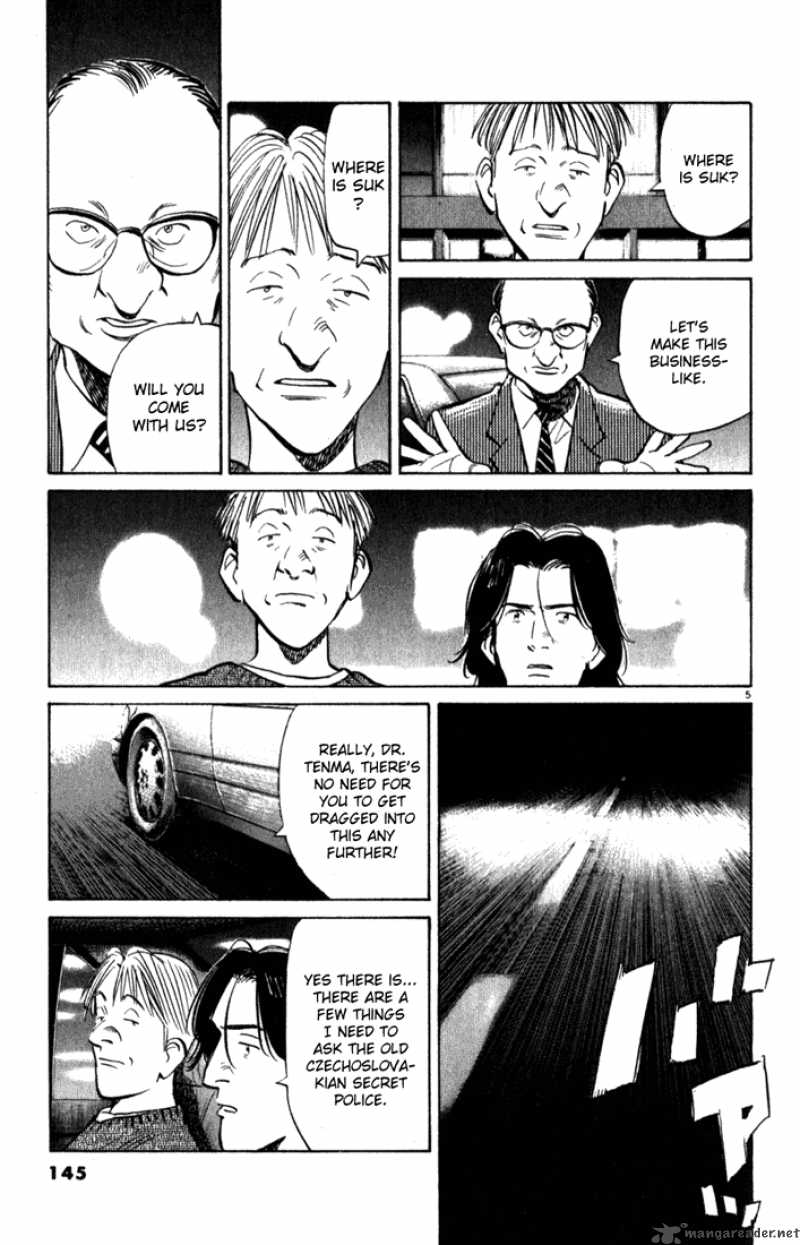 WHERE
IS SUK?
LET'S
MAKE THIS
BUSINESS-
LIKE.
WHERE
IS SUK
?
WILL YOU
COME
WITH US?
5
REALLY, DR.
TENMA, THERE'S
NO NEED FOR
YOU TO GET
DRAGGED INTO
THIS ANY
FURTHER!
YES THERE IS...
THERE ARE A
FEW THINGS
I NEED TO
ASK THE OLD
CZECHOSLOVA-
KIAN SECRET
POLICE.
145
mangareader.net